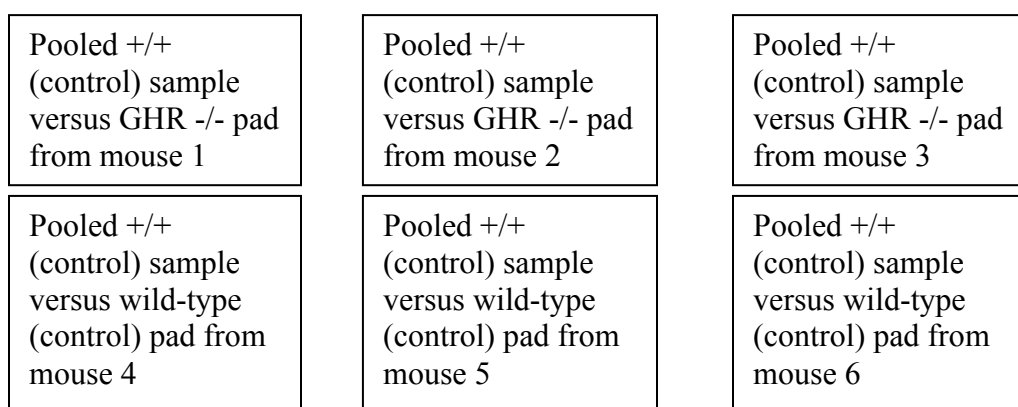 Pooled +/+
(control) sample
versus GHR -/- pad
from mouse 1
Pooled +/+
(control) sample
versus GHR -/- pad
from mouse 2
Pooled +/+
(control) sample
versus GHR -/- pad
from mouse 3
Pooled +/+
(control) sample
versus wild-type
(control) pad from
mouse 4
Pooled +/+
(control) sample
versus wild-type
(control) pad from
mouse 5
Pooled +/+
(control) sample
versus wild-type
(control) pad from
mouse 6